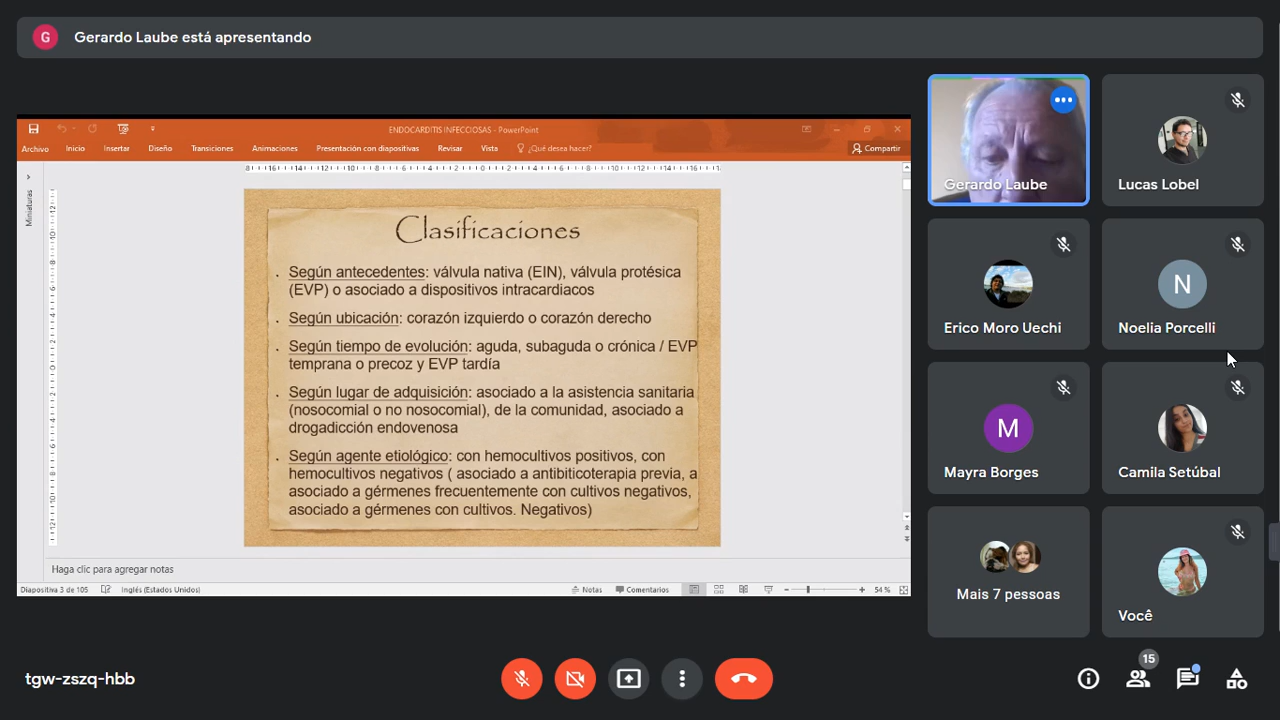 G
Gerardo Laube está apresentando
ENDOCARDITIS INFECCIOSAS - PowerPoint
Archivo Inicio Insertar Diseño Transiciones Animaciones Presentación con diapositivas Revisar Vista ¿Qué desea hacer? Compartir
Miniaturas
Clasificaciones
. Según antecedentes: válvula nativa (EIN), válvula protésica
(EVP) o asociado a dispositivos intracardiacos
. Según ubicación: corazón izquierdo o corazón derecho
. Según tiempo de evolución: aguda, subaguda o crónica / EVP
temprana o precoz y EVP tardía
. Según lugar de adquisición: asociado a la asistencia sanitaria
(nosocomial o no nosocomial), de la comunidad, asociado a
drogadicción endovenosa
. Según agente etiológico: con hemocultivos positivos, con
hemocultivos negativos ( asociado a antibiticoterapia previa, a
asociado a gérmenes frecuentemente con cultivos negativos,
asociado a gérmenes con cultivos. Negativos)
Haga clic para agregar notas
Diapositiva 3 de 105 Inglés (Estados Unidos) Notas Comentarios 54 %
Gerardo Laube
Lucas Lobel
Erico Moro Uechi
N
Noelia Porcelli
M
Mayra Borges
Camila Setúbal
Mais 7 pessoas
Você
tgw-zszq-hbb
15